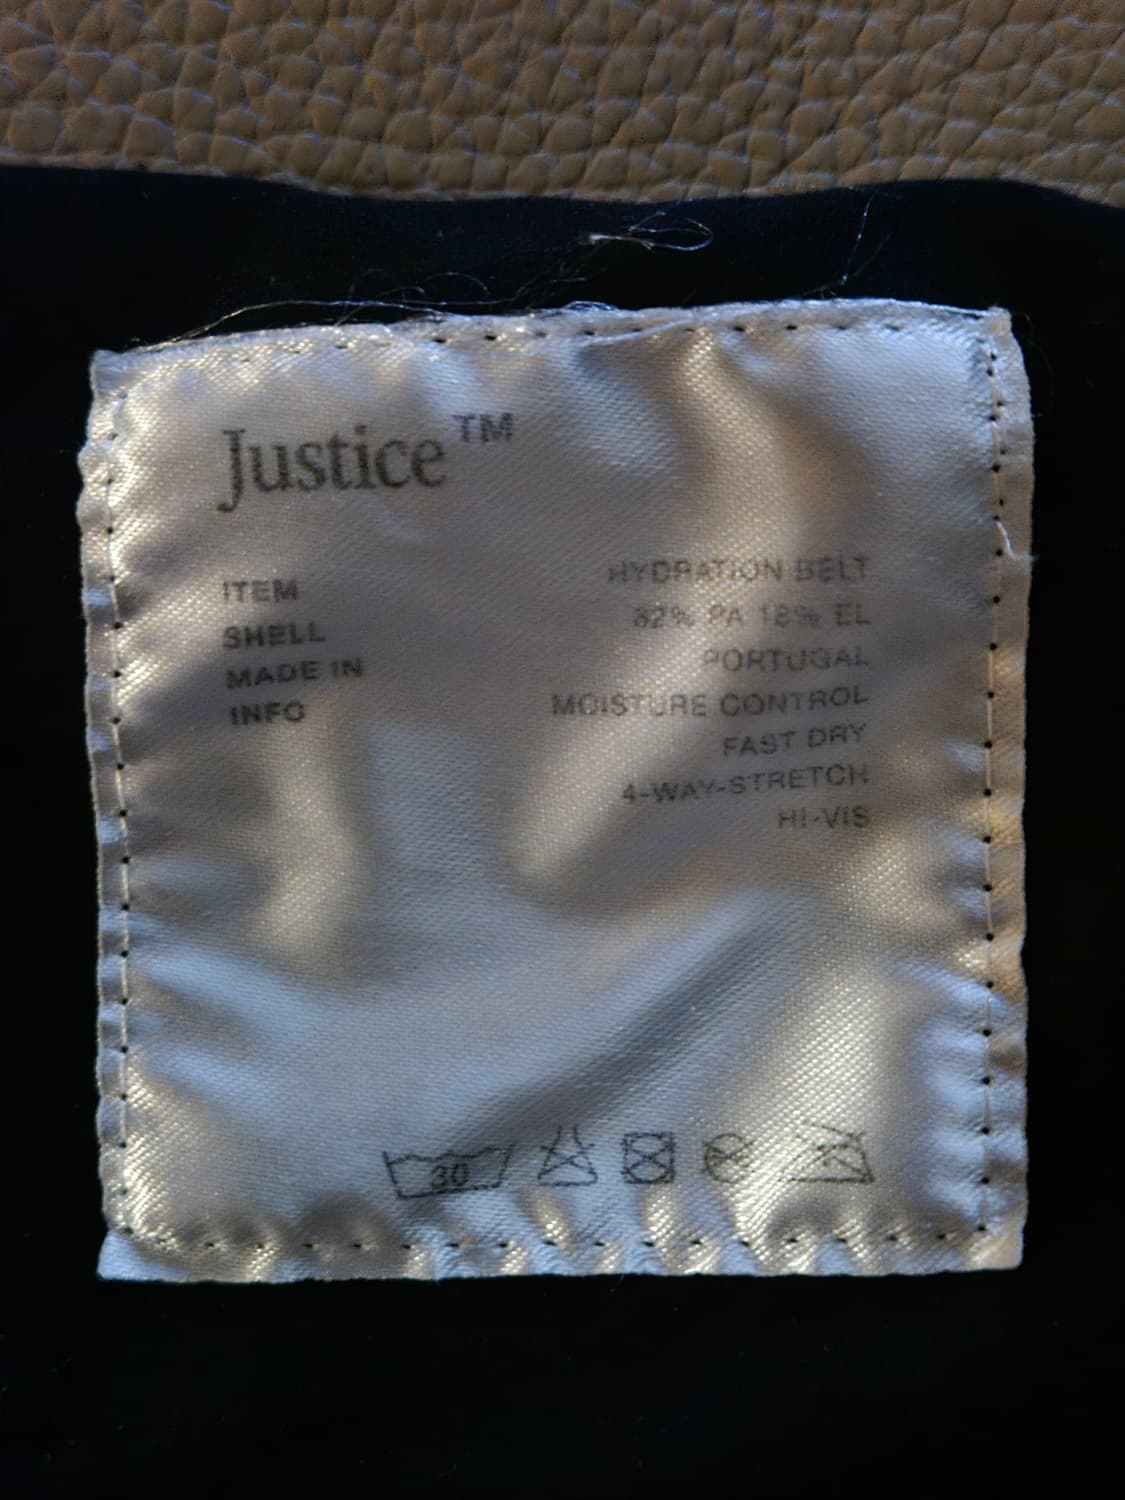 Justice™
ITEM HYDRATION BELT
SHELL 82% PA 18% EL
MADE IN PORTUGAL
INFO MOISTURE CONTROL
FAST DRY
4-WAY-STRETCH
HI-VIS
30